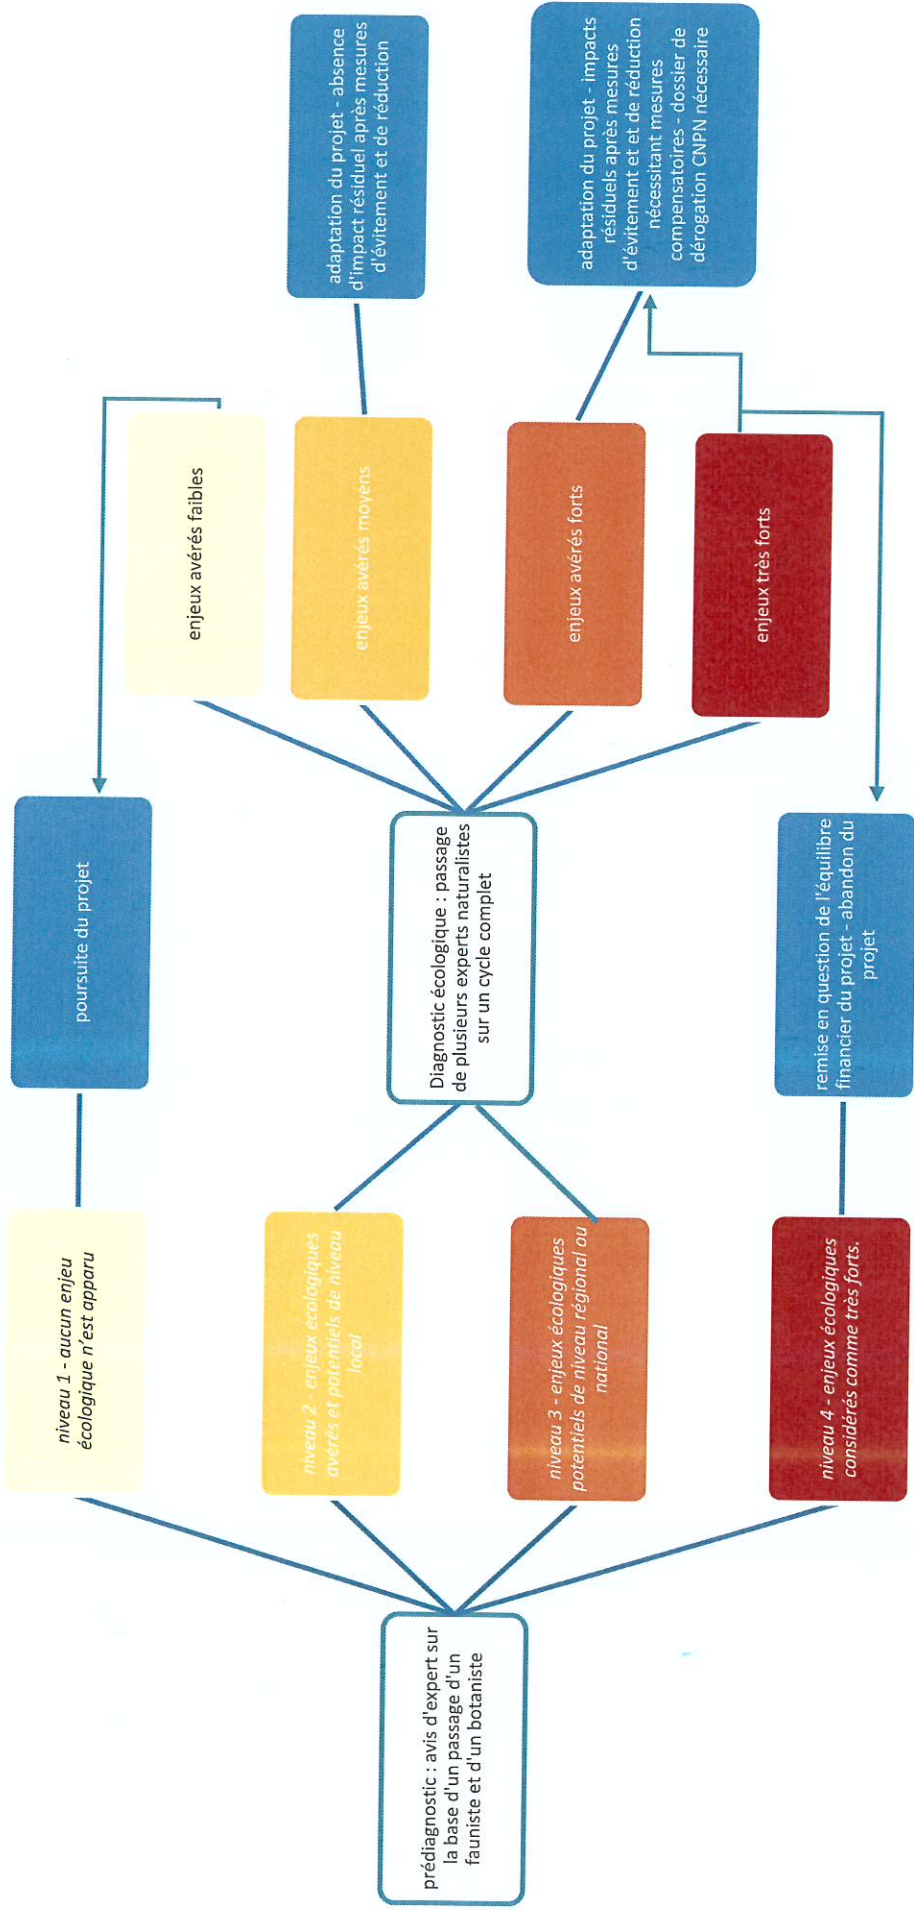 prédiagnostic : avis d'expert sur
la base d'un passage d'un
fauniste et d'un botaniste
niveau 1 - aucun enjeu
écologique n'est apparu
niveau 2 - enjeux écologiques
avérés et potentiels de niveau
local
niveau 3 - enjeux écologiques
potentiels de niveau régional ou
national
niveau 4 - enjeux écologiques
considérés comme très forts.
poursuite du projet
Diagnostic écologique : passage
de plusieurs experts naturalistes
sur un cycle complet
remise en question de l'équilibre
financier du projet - abandon du
projet
enjeux avérés faibles
enjeux avérés moyens
enjeux avérés forts
enjeux très forts
adaptation du projet - absence
d'impact résiduel après mesures
d'évitement et de réduction
adaptation du projet - impacts
résiduels après mesures
d'évitement et et de réduction
nécessitant mesures
compensatoires - dossier de
dérogation CNPN nécessaire